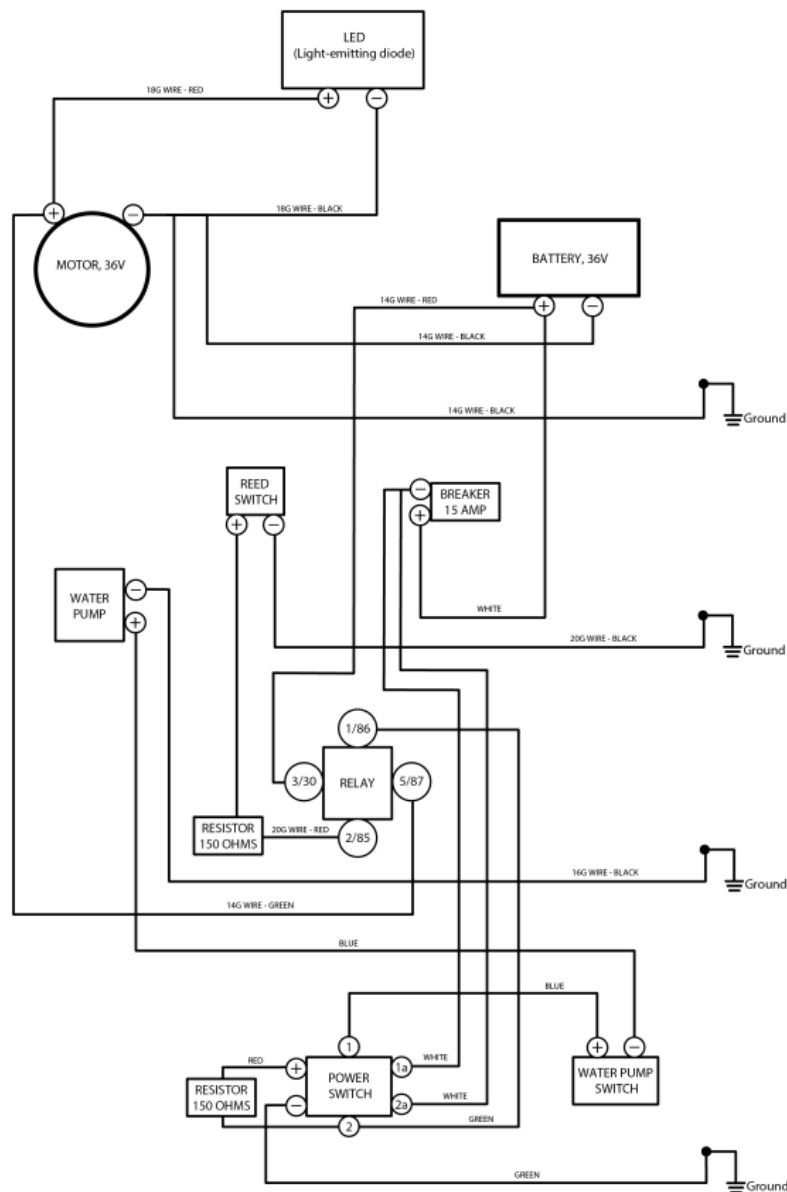 LED
(Light-emitting diode)
+
−
18G WIRE - RED
18G WIRE - BLACK
+
−
MOTOR, 36V
BATTERY, 36V
+
−
14G WIRE - RED
14G WIRE - BLACK
14G WIRE - BLACK
Ground
REED
SWITCH
+
−
−
+
BREAKER
15 AMP
WATER
PUMP
−
+
WHITE
20G WIRE - BLACK
Ground
1/86
3/30
RELAY
5/87
2/85
RESISTOR
150 OHMS
20G WIRE - RED
16G WIRE - BLACK
Ground
14G WIRE - GREEN
BLUE
BLUE
1
+
−
POWER
SWITCH
1a
2a
2
RED
WHITE
WHITE
GREEN
RESISTOR
150 OHMS
+
−
WATER PUMP
SWITCH
GREEN
Ground